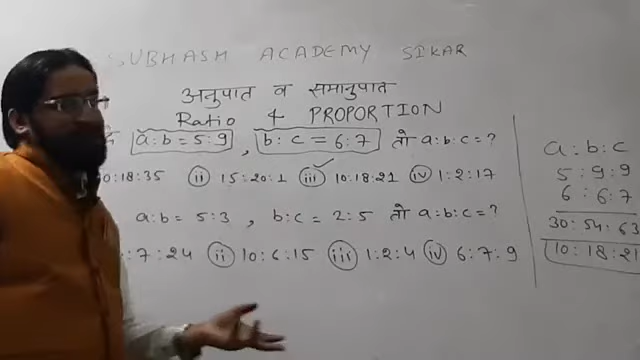 SUBHASH ACADEMY SIKAR
अनुपात व समानुपात
Ratio & PROPORTION
a:b = 5:9 , b:c = 6:7 तो a:b:c = ?
10:18:35 (ii) 15:20:1 (iii) 10:18:21 (iv) 1:2:17
a:b = 5:3 , b:c = 2:5 तो a:b:c = ?
:7:24 (ii) 10:6:15 (iii) 1:2:4 (iv) 6:7:9
a:b:c
5:9:9
6:6:7
30:54:63
10:18:21